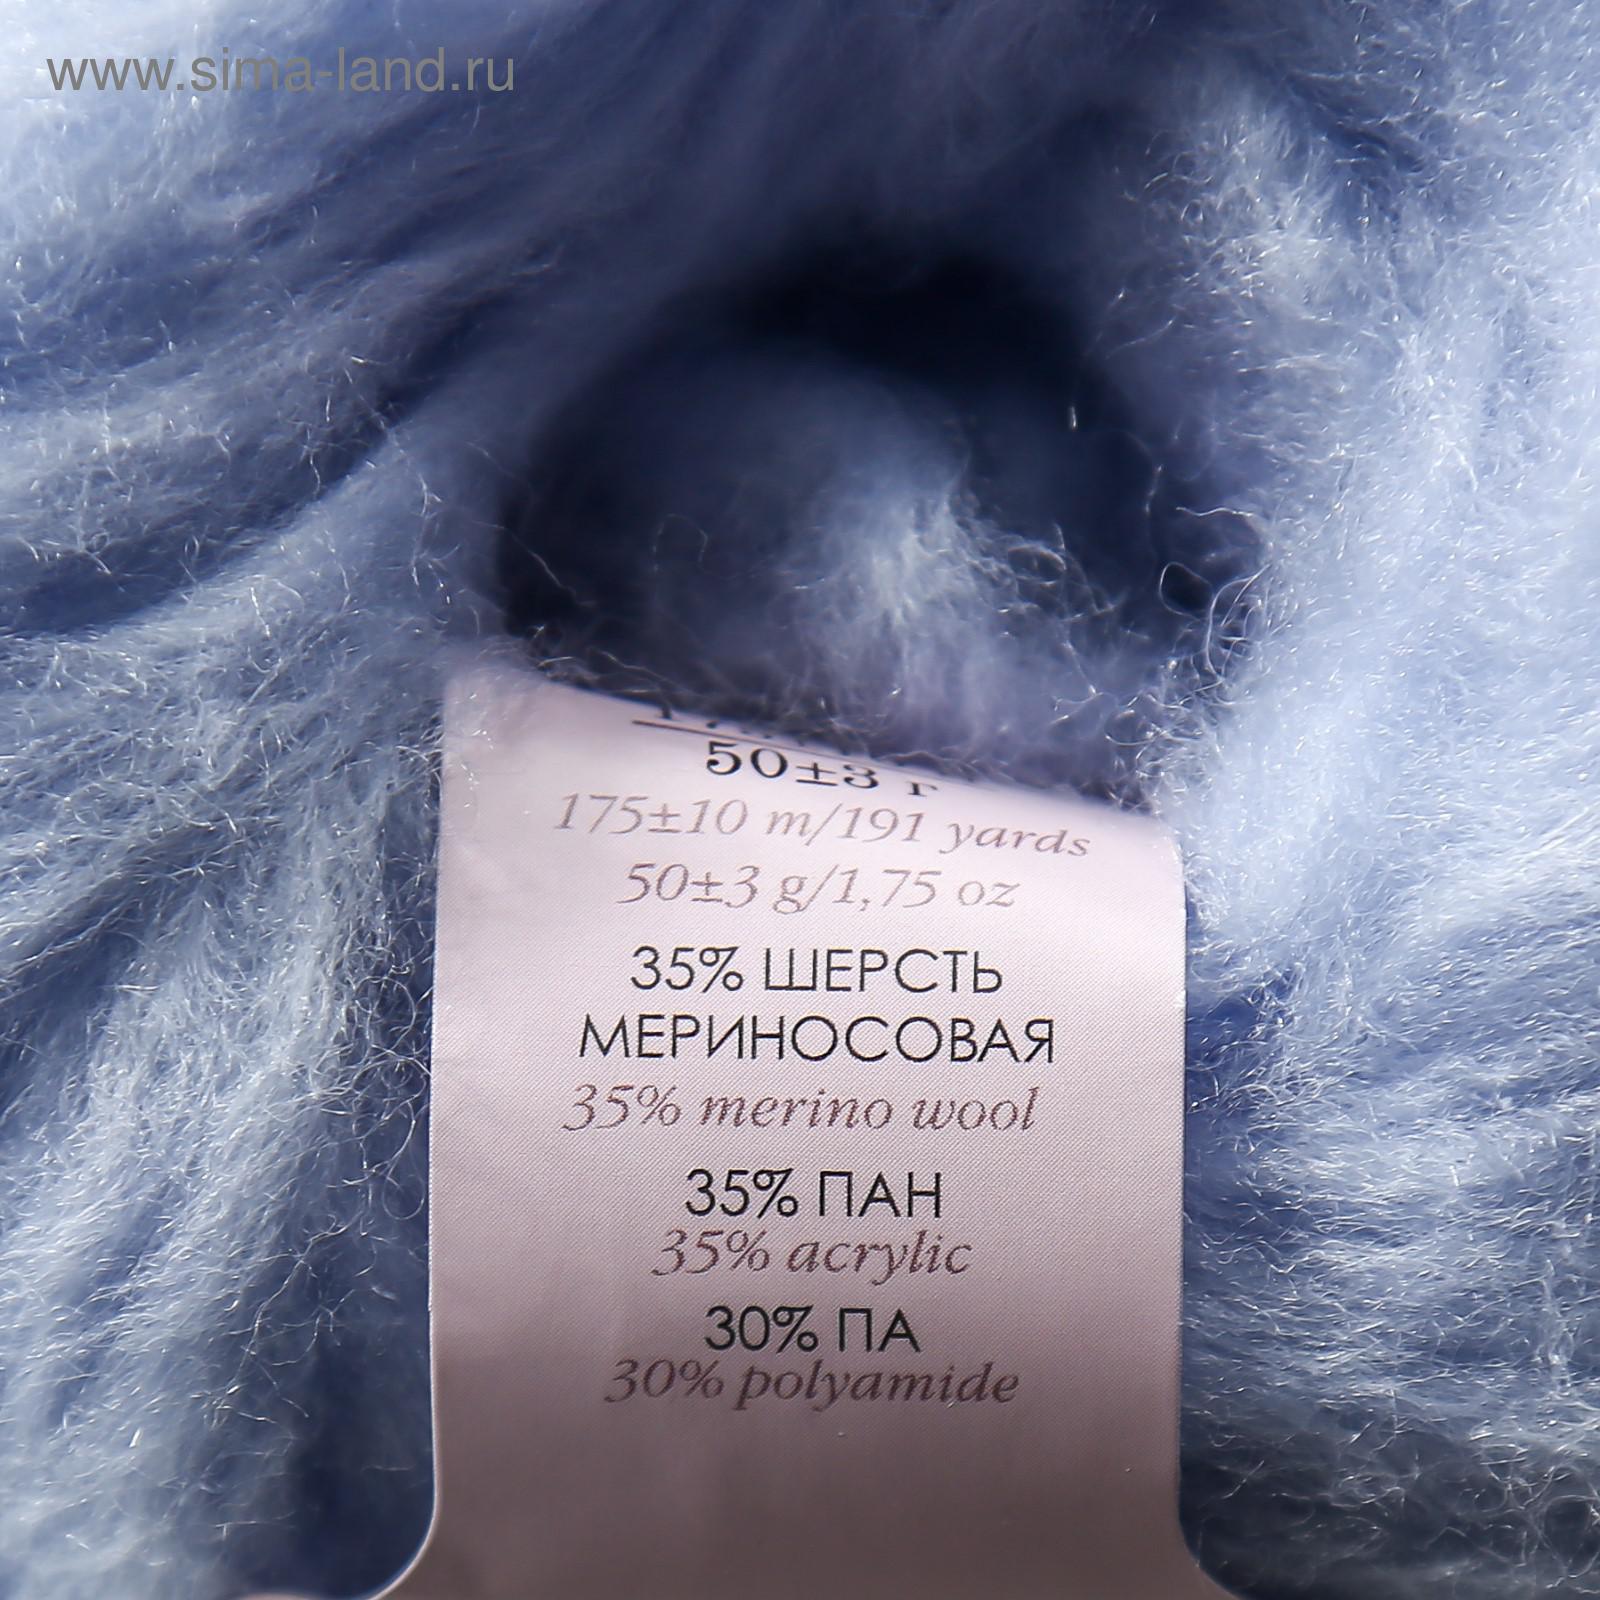 www.sima-land.ru
50±3 г
175±10 m/191 yards
50±3 g/1,75 oz
35% ШЕРСТЬ
МЕРИНОСОВАЯ
35% merino wool
35% ПАН
35% acrylic
30% ПА
30% polyamide